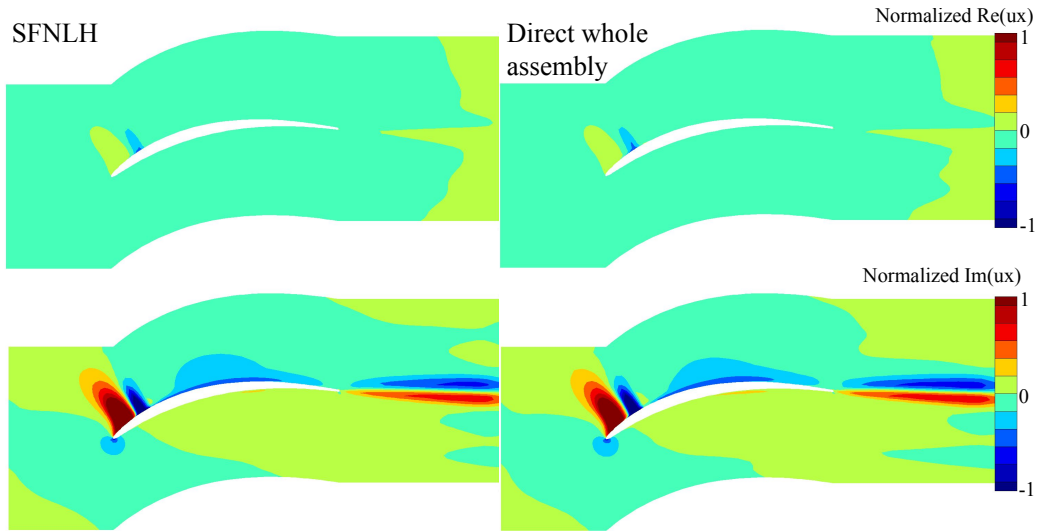 SFNLH
Direct whole
assembly
Normalized Re(ux)
1
0
-1
Normalized Im(ux)
1
0
-1